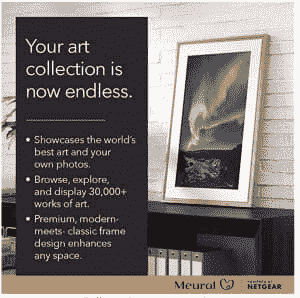 Your art
collection is
now endless.
• Showcases the world's
best art and your
own photos.
• Browse, explore,
and display 30,000+
works of art.
• Premium, modern-
meets- classic frame
design enhances
any space.
Meural
NETGEAR